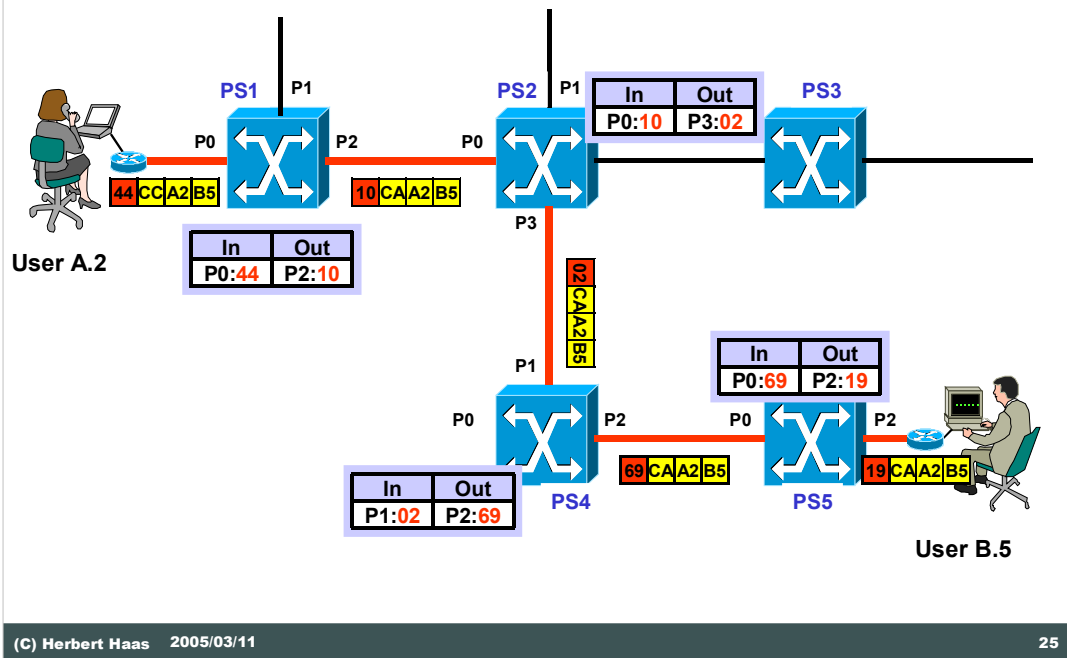 PS1
P1
PS2
P1
PS3
In Out
P0:10 P3:02
P0
P2
P0
44 CC A2 B5
10 CA A2 B5
P3
In Out
P0:44 P2:10
User A.2
02 CA A2 B5
In Out
P0:69 P2:19
P1
P0
P2
P0
P2
69 CA A2 B5
19 CA A2 B5
In Out
P1:02 P2:69
PS4
PS5
User B.5
(C) Herbert Haas 2005/03/11
25